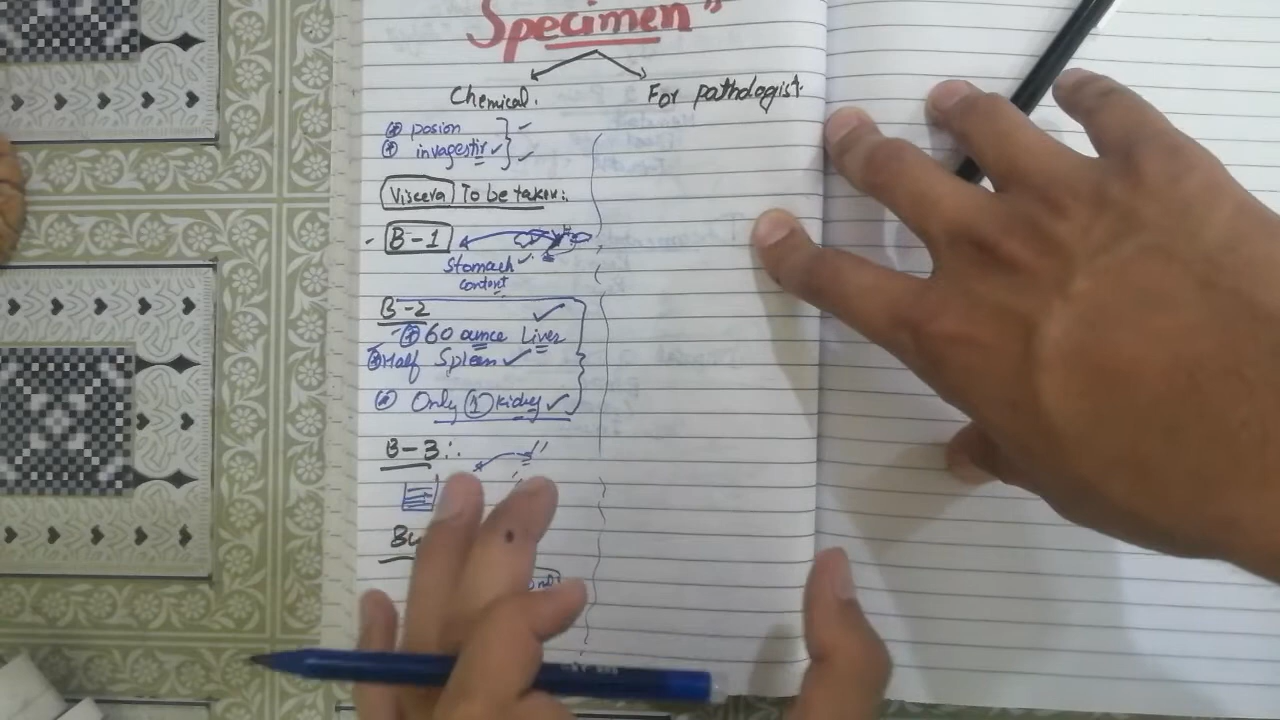 Specimen"
Chemical.
For pathologist.
posion
invagestir
Viscera To be taken:
B-1
Stomach
content
B-2
60 ounce Liver
Half Spleen
Only 1 kidney
B-3: